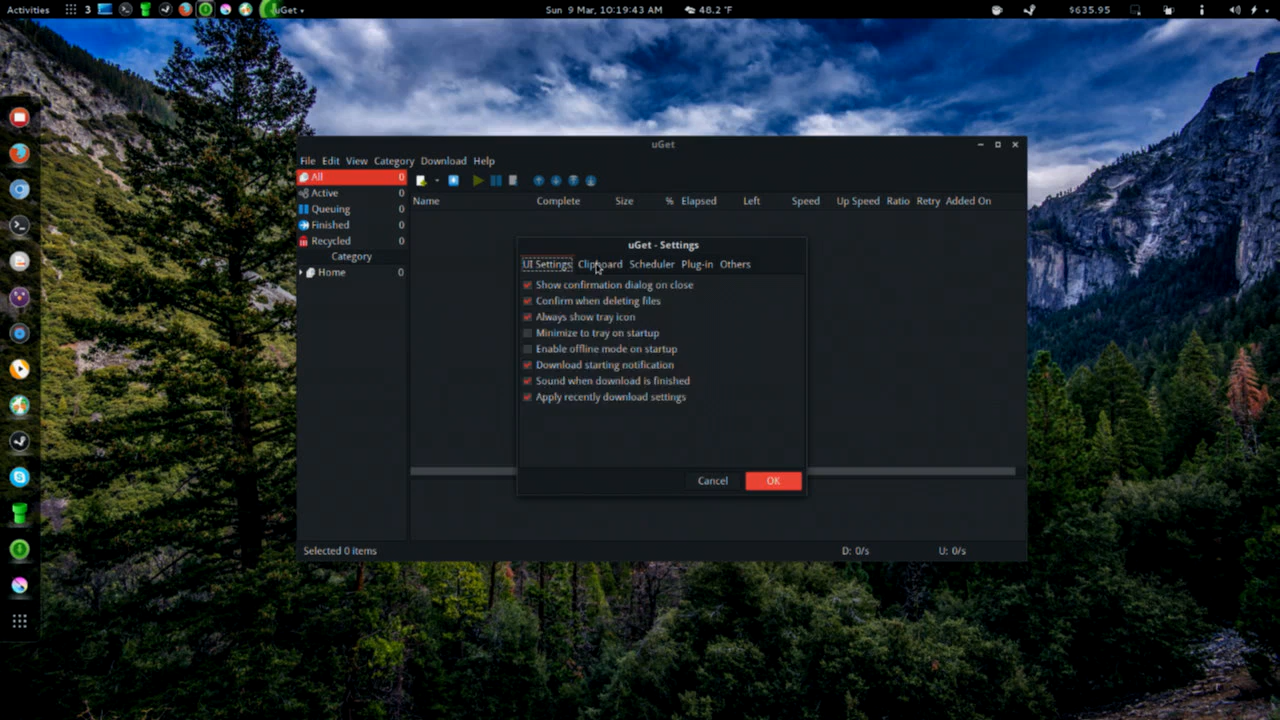 Activities 3 uGet Sun 9 Mar, 10:19:43 AM 48.2 °F $635.95
uGet
File Edit View Category Download Help
All 0
Active 0
Queuing 0
Finished 0
Recycled 0
Category
Home 0
Name Complete Size % Elapsed Left Speed Up Speed Ratio Retry Added On
uGet - Settings
UI Settings Clipboard Scheduler Plug-in Others
Show confirmation dialog on close
Confirm when deleting files
Always show tray icon
Minimize to tray on startup
Enable offline mode on startup
Download starting notification
Sound when download is finished
Apply recently download settings
Cancel OK
Selected 0 items D: 0/s U: 0/s